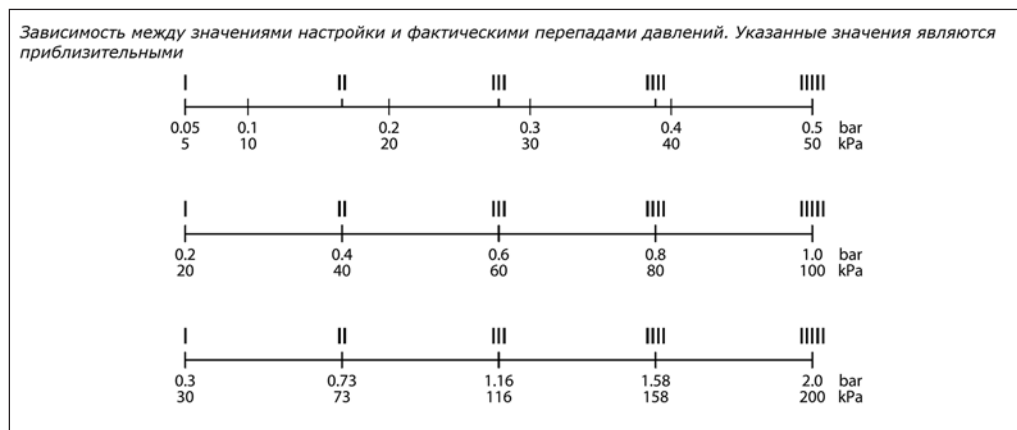 Зависимость между значениями настройки и фактическими перепадами давлений. Указанные значения являются
приблизительными
I II III IIII IIIII
0.05 0.1 0.2 0.3 0.4 0.5 bar
5 10 20 30 40 50 kPa
I II III IIII IIIII
0.2 0.4 0.6 0.8 1.0 bar
20 40 60 80 100 kPa
I II III IIII IIIII
0.3 0.73 1.16 1.58 2.0 bar
30 73 116 158 200 kPa